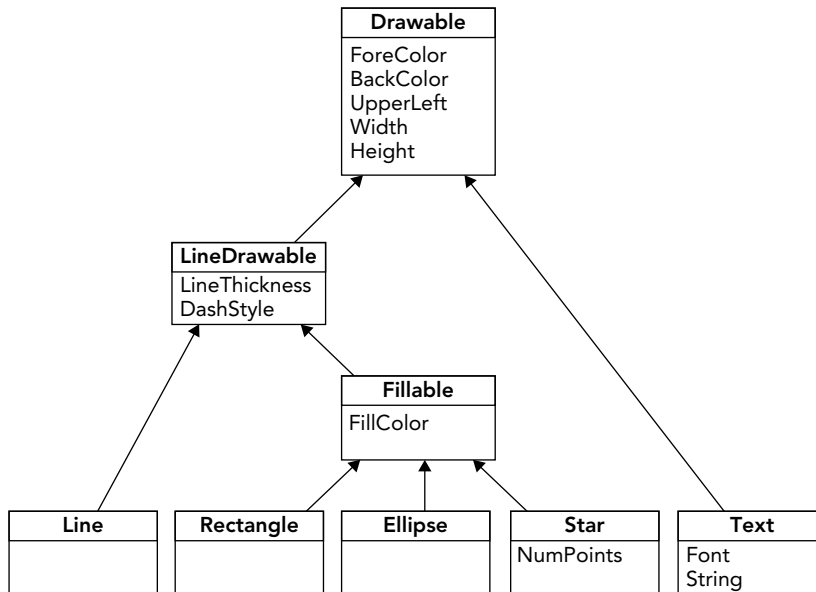 Drawable
ForeColor
BackColor
UpperLeft
Width
Height
LineDrawable
LineThickness
DashStyle
Fillable
FillColor
Line
Rectangle
Ellipse
Star
NumPoints
Text
Font
String